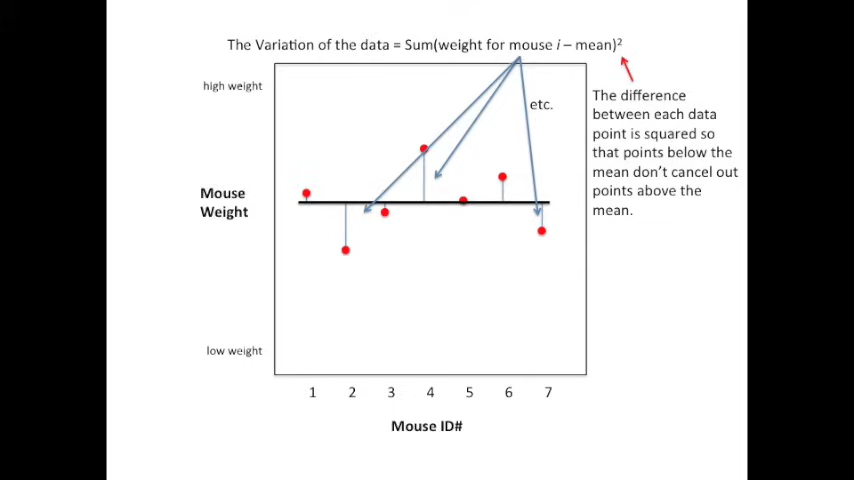 The Variation of the data = Sum(weight for mouse i – mean)²
high weight
etc.
The difference
between each data
point is squared so
that points below the
mean don't cancel out
points above the
mean.
Mouse
Weight
low weight
1 2 3 4 5 6 7
Mouse ID#